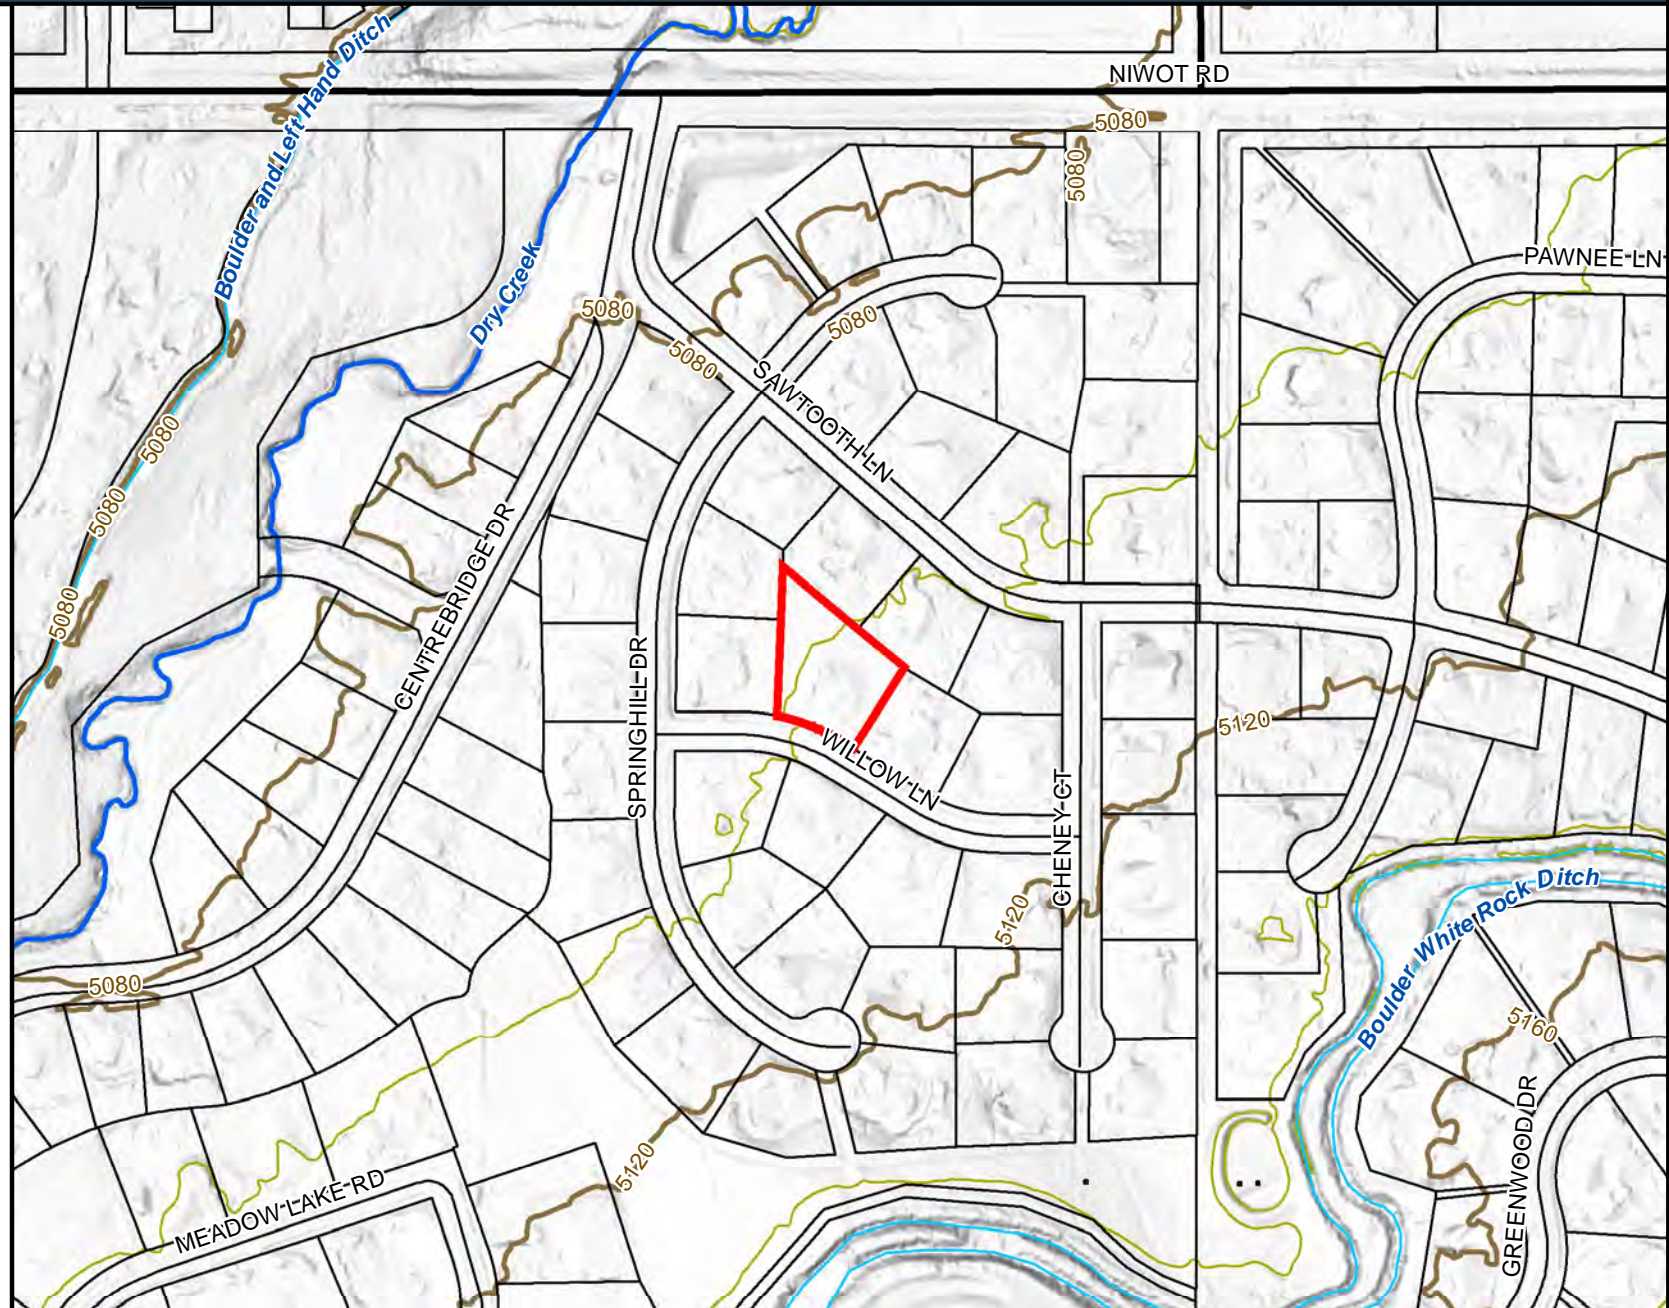 Boulder and Left Hand Ditch
NIWOT RD
5080
5080
Dry Creek
PAWNEE LN
5080
5080
5080
SAWTOOTH LN
5080
5080
CENTREBRIDGE DR
5080
SPRINGHILL DR
5120
WILLOW LN
CHENEY CT
Boulder White Rock Ditch
5120
5080
5160
5120
MEADOW LAKE RD
GREENWOOD DR